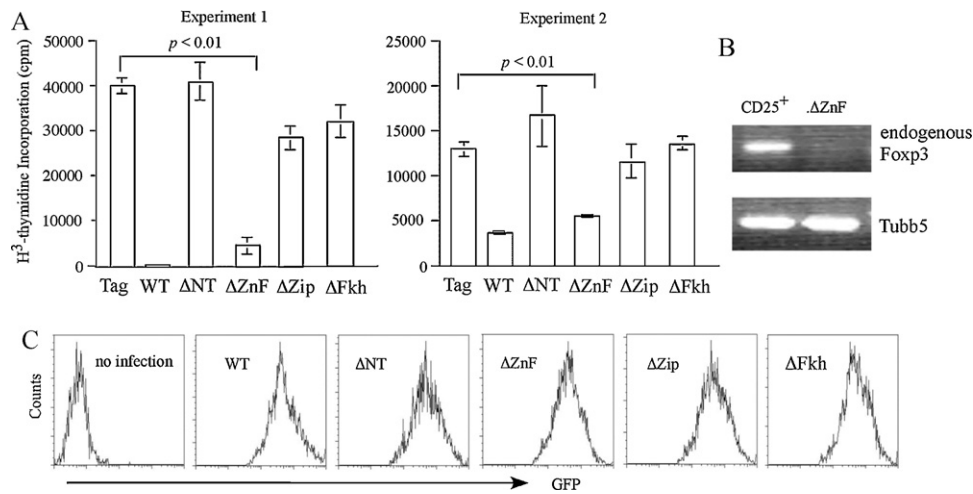 A
Experiment 1
Experiment 2
B
H³-thymidine Incorporation (cpm)
50000
40000
30000
20000
10000
0
p < 0.01
Tag WT ΔNT ΔZnF ΔZip ΔFkh
25000
20000
15000
10000
5000
0
p < 0.01
Tag WT ΔNT ΔZnF ΔZip ΔFkh
CD25⁺ .ΔZnF
endogenous
Foxp3
Tubb5
C
Counts
no infection
WT
ΔNT
ΔZnF
ΔZip
ΔFkh
GFP